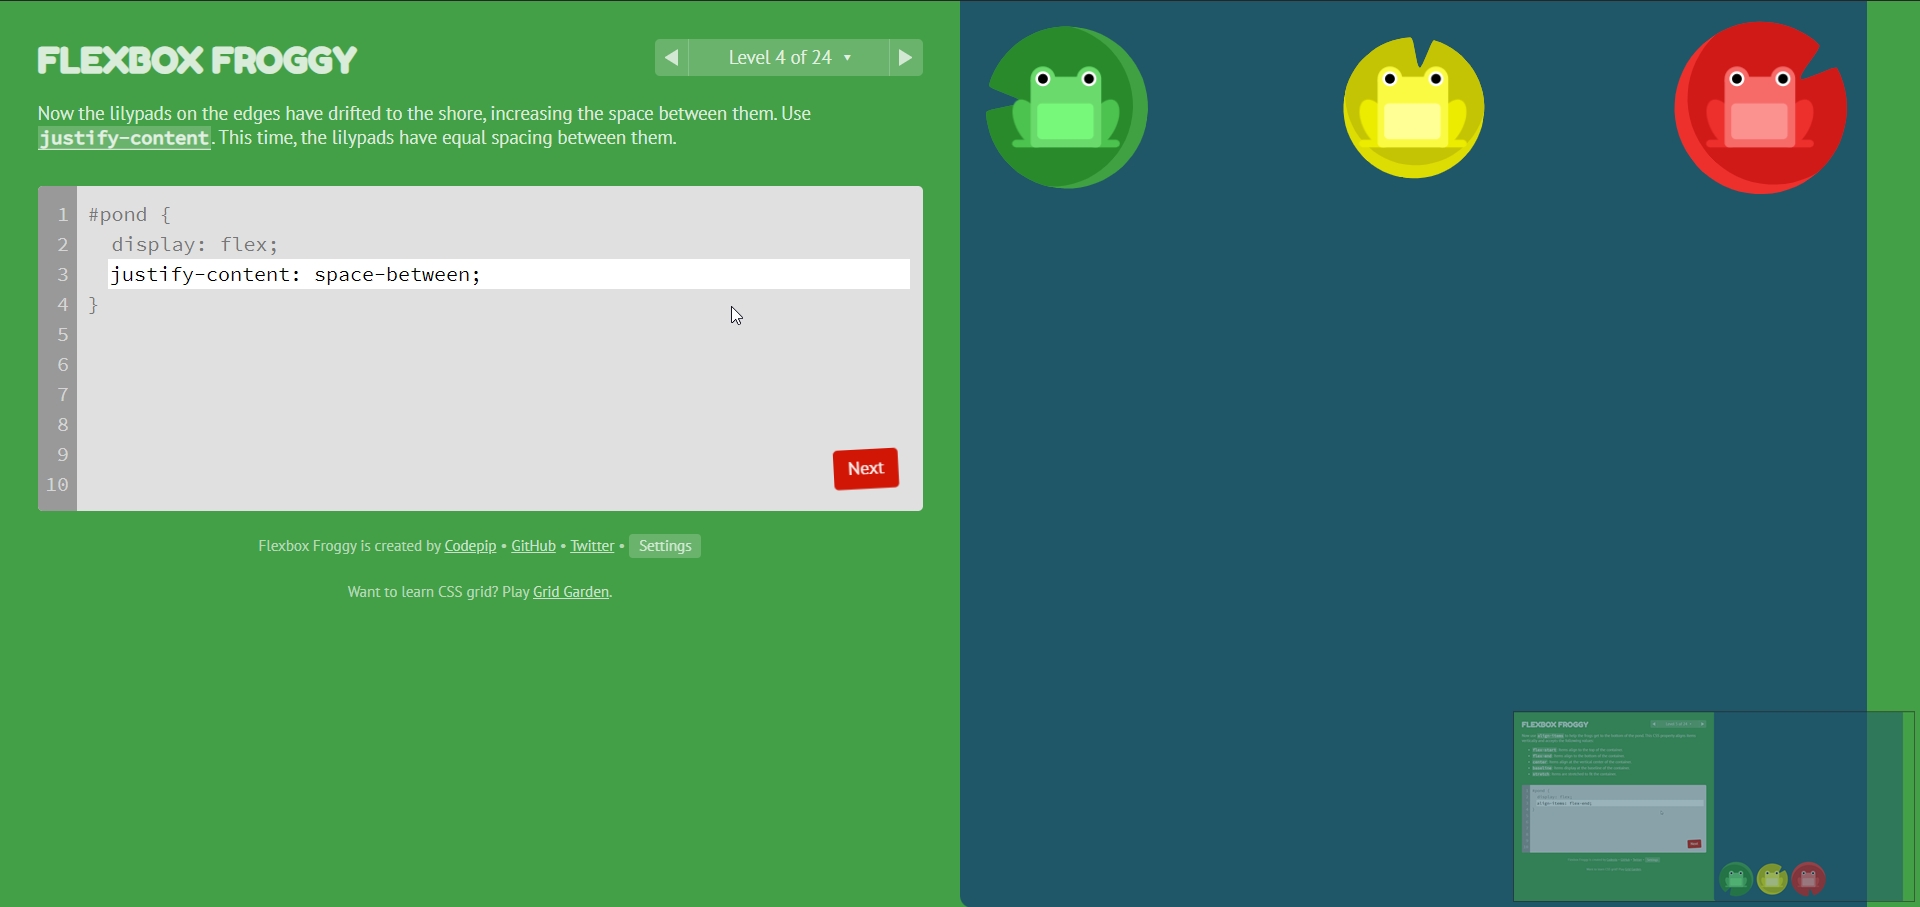 FLEXBOX FROGGY
Level 4 of 24
Now the lilypads on the edges have drifted to the shore, increasing the space between them. Use
justify-content. This time, the lilypads have equal spacing between them.
1 #pond {
2 display: flex;
3 justify-content: space-between;
4 }
5
6
7
8
9
10
Next
Flexbox Froggy is created by Codepip • GitHub • Twitter • Settings
Want to learn CSS grid? Play Grid Garden.
FLEXBOX FROGGY